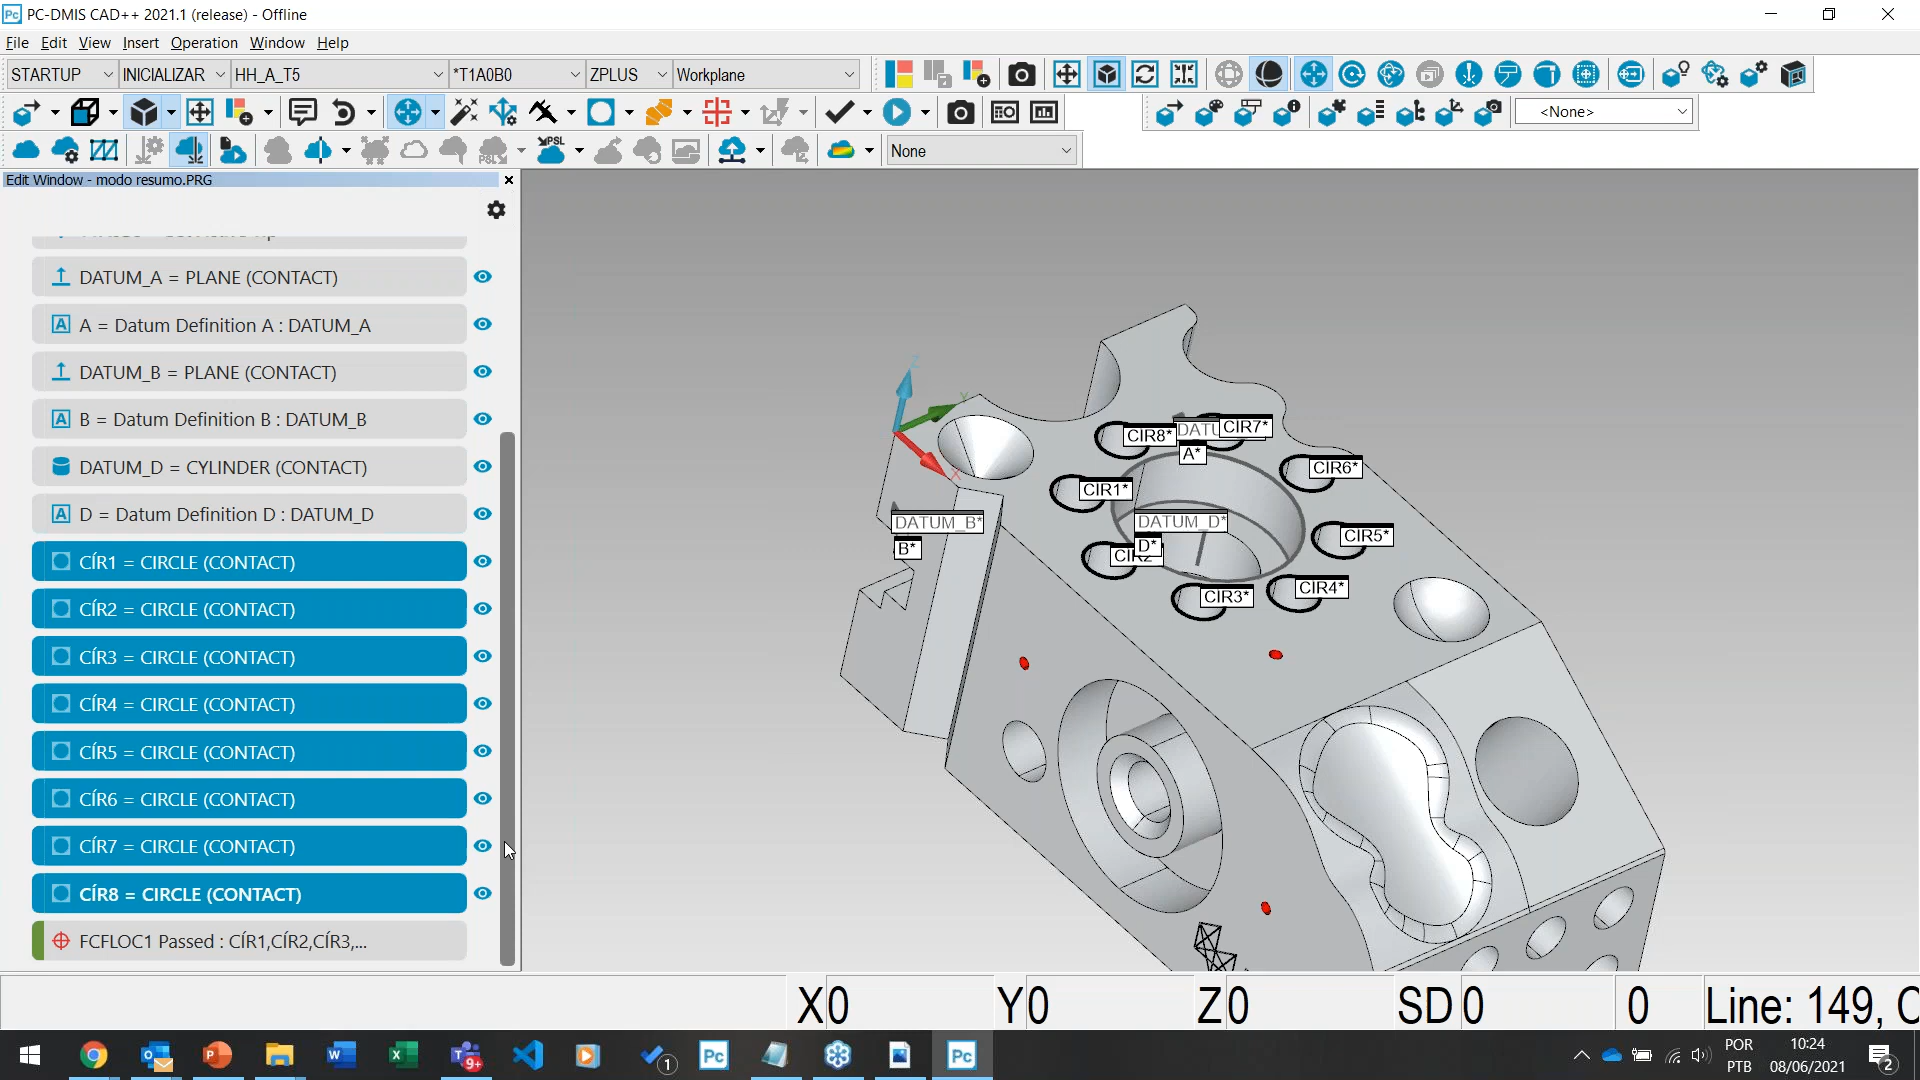 PC-DMIS CAD++ 2021.1 (release) - Offline
File Edit View Insert Operation Window Help
STARTUP INICIALIZAR HH_A_T5 *T1A0B0 ZPLUS Workplane
<None>
None
Edit Window - modo resumo.PRG
DATUM_A = PLANE (CONTACT)
A = Datum Definition A : DATUM_A
DATUM_B = PLANE (CONTACT)
B = Datum Definition B : DATUM_B
DATUM_D = CYLINDER (CONTACT)
D = Datum Definition D : DATUM_D
CÍR1 = CIRCLE (CONTACT)
CÍR2 = CIRCLE (CONTACT)
CÍR3 = CIRCLE (CONTACT)
CÍR4 = CIRCLE (CONTACT)
CÍR5 = CIRCLE (CONTACT)
CÍR6 = CIRCLE (CONTACT)
CÍR7 = CIRCLE (CONTACT)
CÍR8 = CIRCLE (CONTACT)
FCFLOC1 Passed : CÍR1,CÍR2,CÍR3,...
Z
Y
X
CIR8* DATU CIR7*
A*
CIR6*
CIR1*
DATUM_B* DATUM_D*
CIR5*
B* D*
CIR2
CIR4*
CIR3*
X0 Y0 Z0 SD 0 0 Line: 149, C
9+
1
POR
PTB
10:24
08/06/2021
2